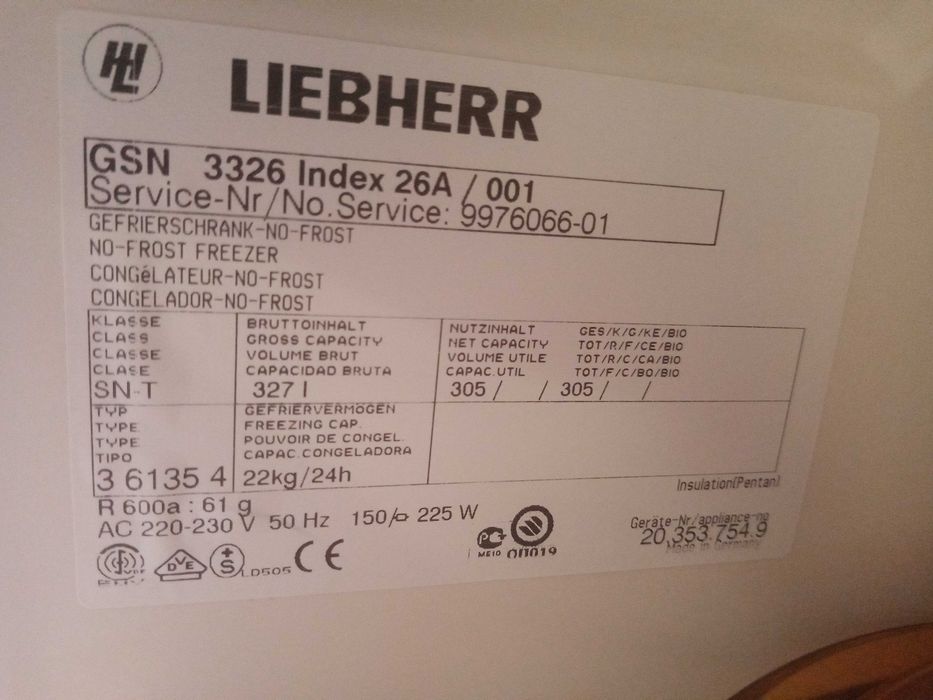 LIEBHERR
GSN 3326 Index 26A / 001
Service-Nr/No.Service: 9976066-01
GEFRIERSCHRANK-NO-FROST
NO-FROST FREEZER
CONGéLATEUR-NO-FROST
CONGELADOR-NO-FROST
KLASSE
CLASS
CLASSE
CLASE
SN-T
BRUTTOINHALT
GROSS CAPACITY
VOLUME BRUT
CAPACIDAD BRUTA
327 l
NUTZINHALT GES/K/G/KE/BIO
NET CAPACITY TOT/R/F/CE/BIO
VOLUME UTILE TOT/R/C/CA/BIO
CAPAC.UTIL TOT/F/C/BO/BIO
305 / / 305 / /
TYP
TYPE
TYPE
TIPO
3 6135 4
GEFRIERVERMÖGEN
FREEZING CAP.
POUVOIR DE CONGEL.
CAPAC.CONGELADORA
22kg/24h
Insulation(Pentan)
R 600a : 61 g
AC 220-230 V 50 Hz 150/ 225 W
Geräte-Nr/appliance-no
20.353.754.9
Made in Germany
DVE
+
S
LD505
CE
РСТ
ME10